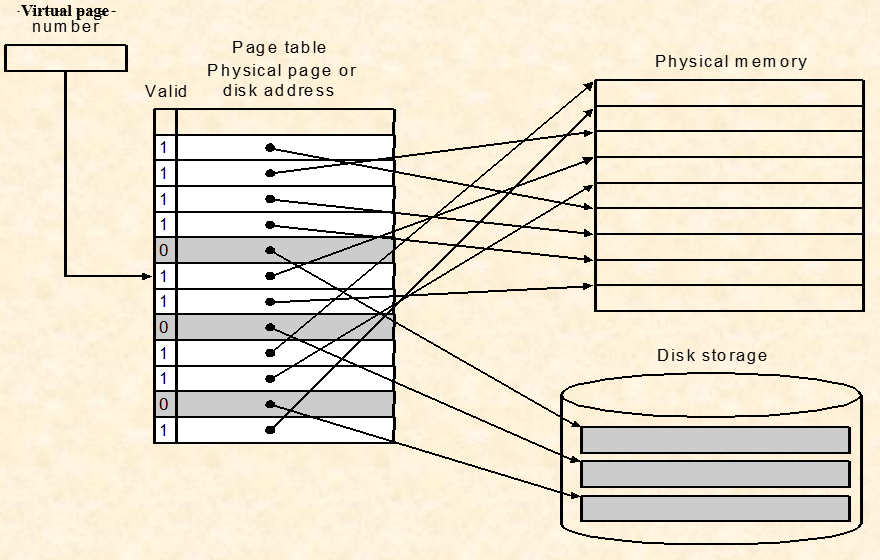 Virtual page
number
Page table
Physical page or
disk address
Valid
Physical memory
1
1
1
1
0
1
1
0
1
1
0
1
Disk storage